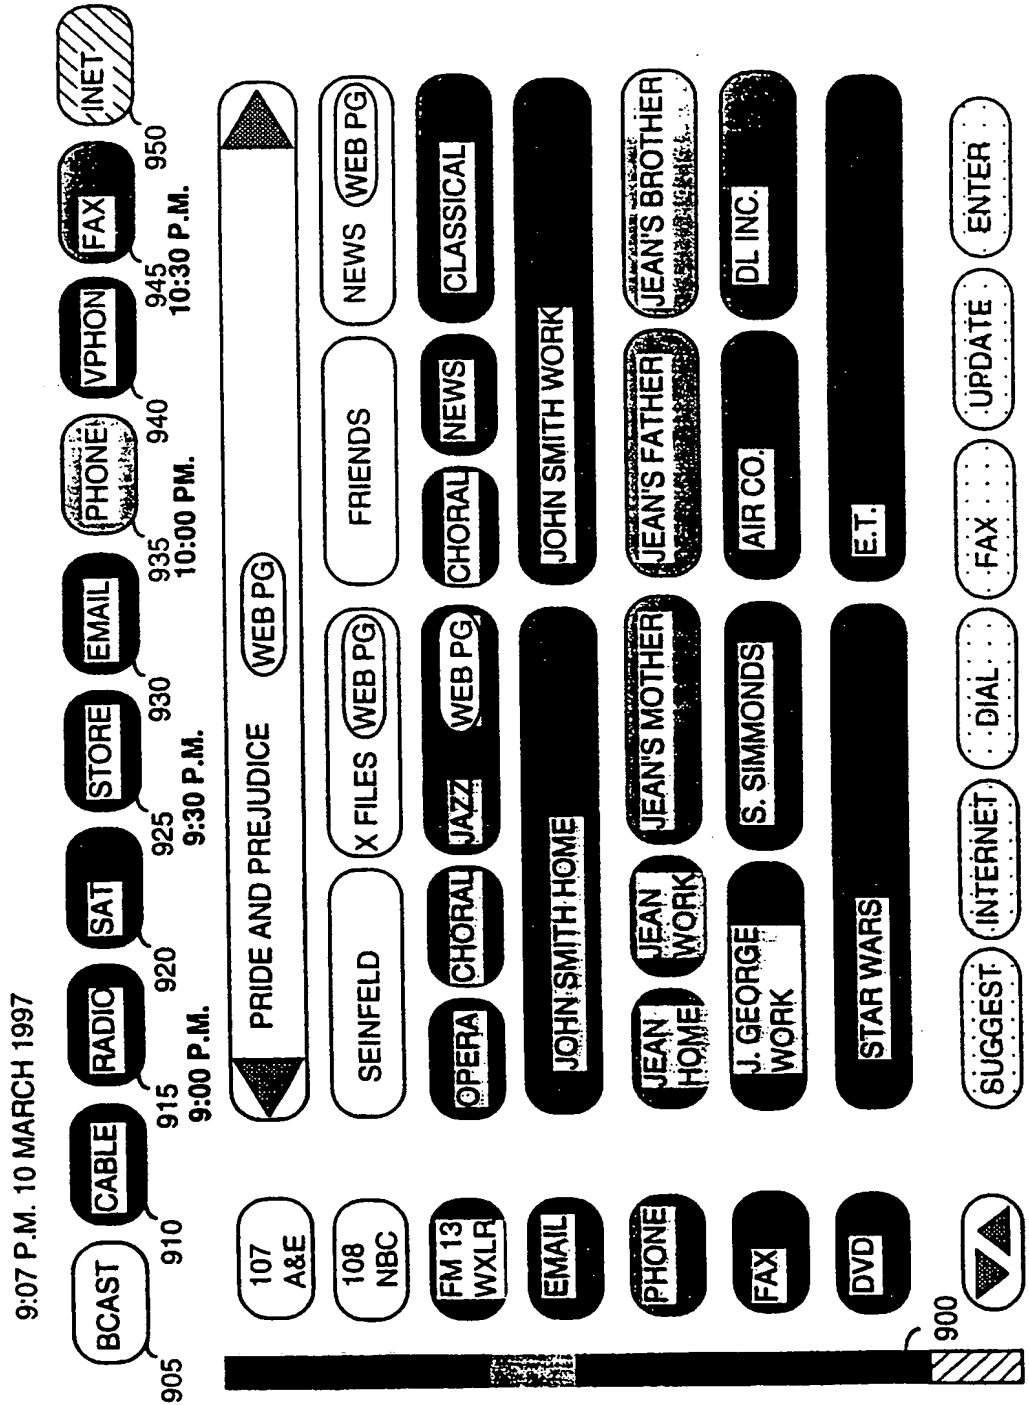 9:07 P.M. 10 MARCH 1997
BCAST CABLE RADIO SAT STORE EMAIL PHONE VPHON FAX INET
905 910 915 920 925 930 935 940 945 950
9:00 P.M. 9:30 P.M. 10:00 PM. 10:30 P.M.
107 A&E PRIDE AND PREJUDICE WEB PG
108 NBC SEINFELD X FILES WEB PG FRIENDS NEWS WEB PG
FM 13 WXLR OPERA CHORAL JAZZ WEB PG CHORAL NEWS CLASSICAL
EMAIL JOHN SMITH HOME JOHN SMITH WORK
PHONE JEAN HOME JEAN WORK JEAN'S MOTHER JEAN'S FATHER JEAN'S BROTHER
FAX J. GEORGE WORK S. SIMMONDS AIR CO. DL INC.
DVD STAR WARS E.T.
900
SUGGEST INTERNET DIAL FAX UPDATE ENTER